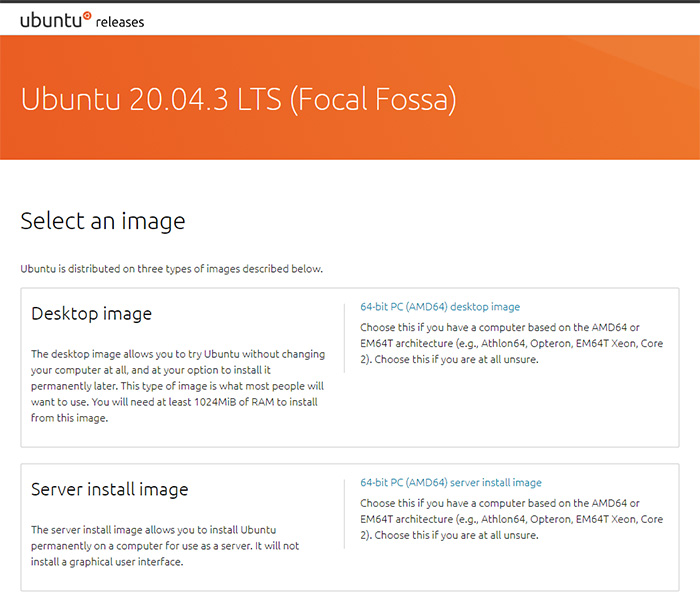 ubuntu releases
Ubuntu 20.04.3 LTS (Focal Fossa)
Select an image
Ubuntu is distributed on three types of images described below.
Desktop image
The desktop image allows you to try Ubuntu without changing
your computer at all, and at your option to install it
permanently later. This type of image is what most people will
want to use. You will need at least 1024MiB of RAM to install
from this image.
64-bit PC (AMD64) desktop image
Choose this if you have a computer based on the AMD64 or
EM64T architecture (e.g., Athlon64, Opteron, EM64T Xeon, Core
2). Choose this if you are at all unsure.
Server install image
The server install image allows you to install Ubuntu
permanently on a computer for use as a server. It will not
install a graphical user interface.
64-bit PC (AMD64) server install image
Choose this if you have a computer based on the AMD64 or
EM64T architecture (e.g., Athlon64, Opteron, EM64T Xeon, Core
2). Choose this if you are at all unsure.